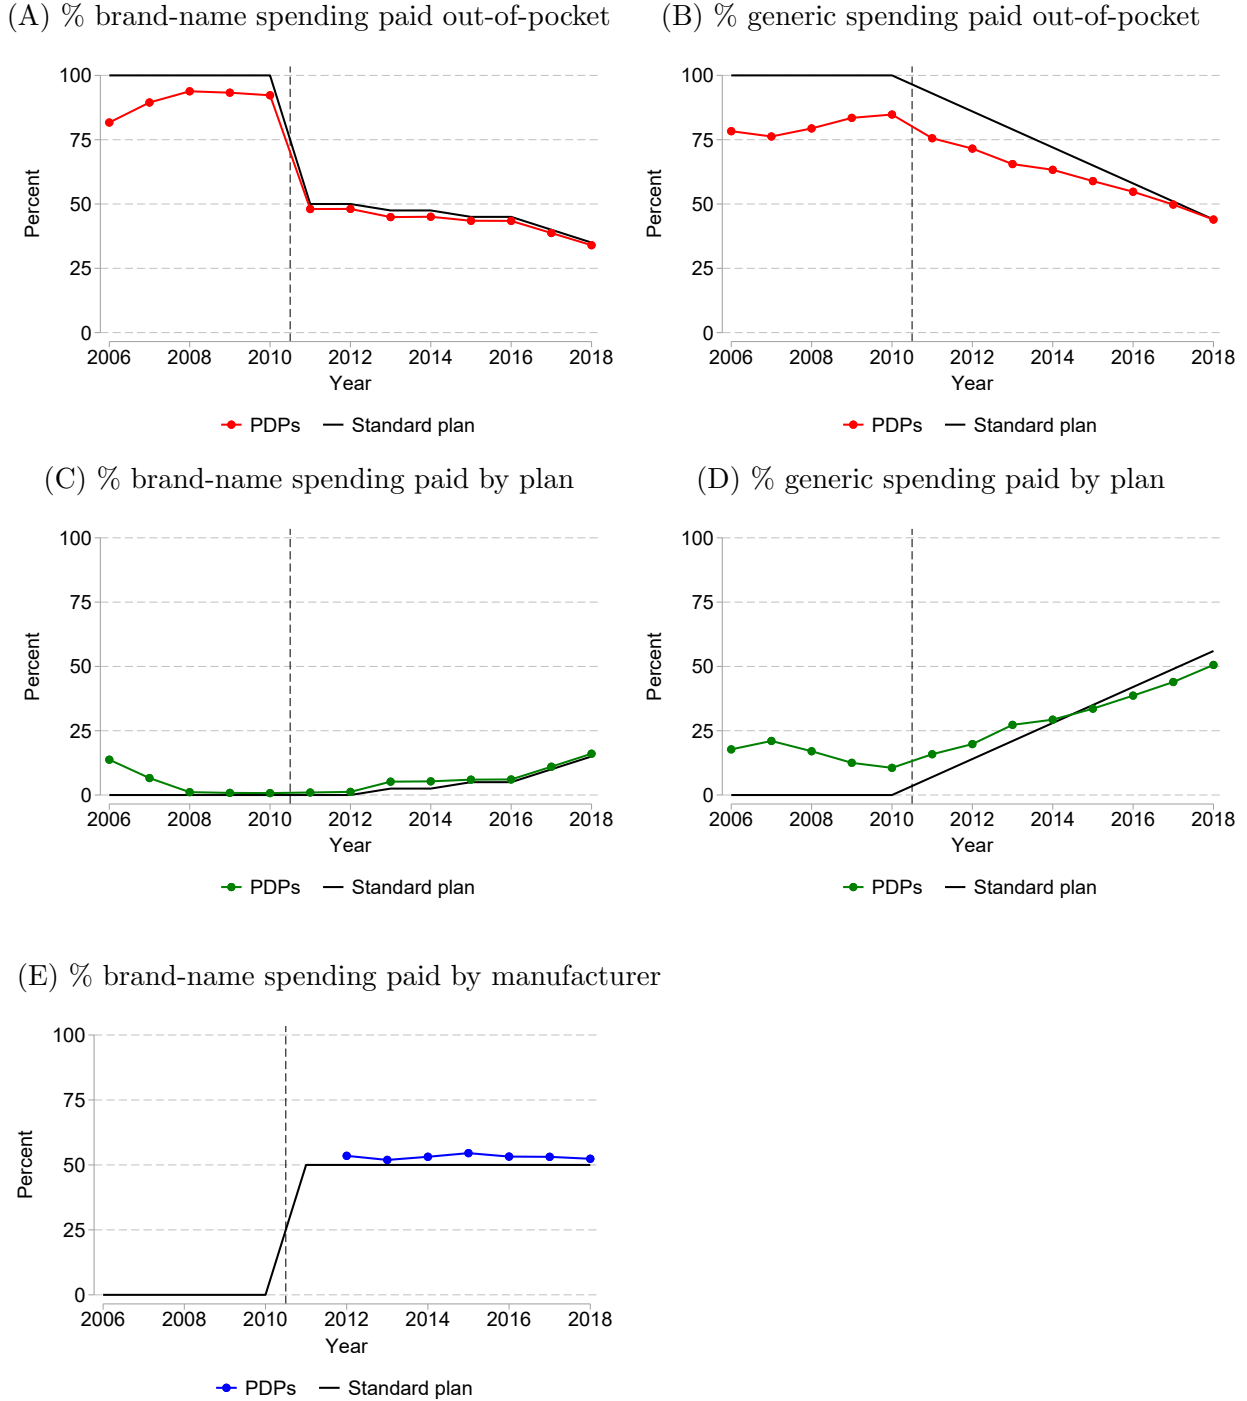 (A) % brand-name spending paid out-of-pocket
100
75
50
25
0
Percent
2006 2008 2010 2012 2014 2016 2018
Year
PDPs Standard plan
(B) % generic spending paid out-of-pocket
100
75
50
25
0
Percent
2006 2008 2010 2012 2014 2016 2018
Year
PDPs Standard plan
(C) % brand-name spending paid by plan
100
75
50
25
0
Percent
2006 2008 2010 2012 2014 2016 2018
Year
PDPs Standard plan
(D) % generic spending paid by plan
100
75
50
25
0
Percent
2006 2008 2010 2012 2014 2016 2018
Year
PDPs Standard plan
(E) % brand-name spending paid by manufacturer
100
75
50
25
0
Percent
2006 2008 2010 2012 2014 2016 2018
Year
PDPs Standard plan